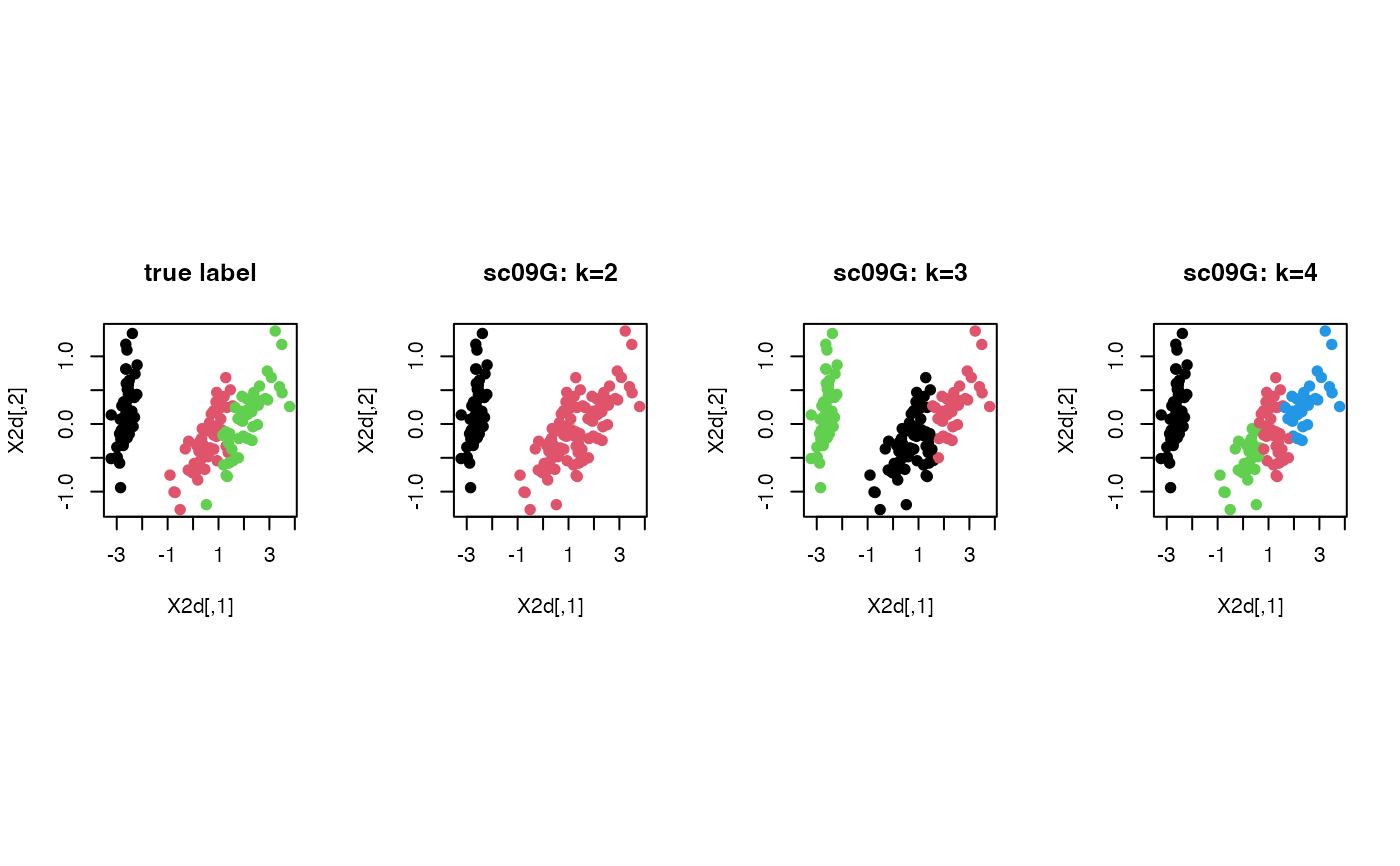 true label
1.0
0.0
-1.0
X2d[,2]
-3 -1 1 3
X2d[,1]
sc09G: k=2
1.0
0.0
-1.0
X2d[,2]
-3 -1 1 3
X2d[,1]
sc09G: k=3
1.0
0.0
-1.0
X2d[,2]
-3 -1 1 3
X2d[,1]
sc09G: k=4
1.0
0.0
-1.0
X2d[,2]
-3 -1 1 3
X2d[,1]